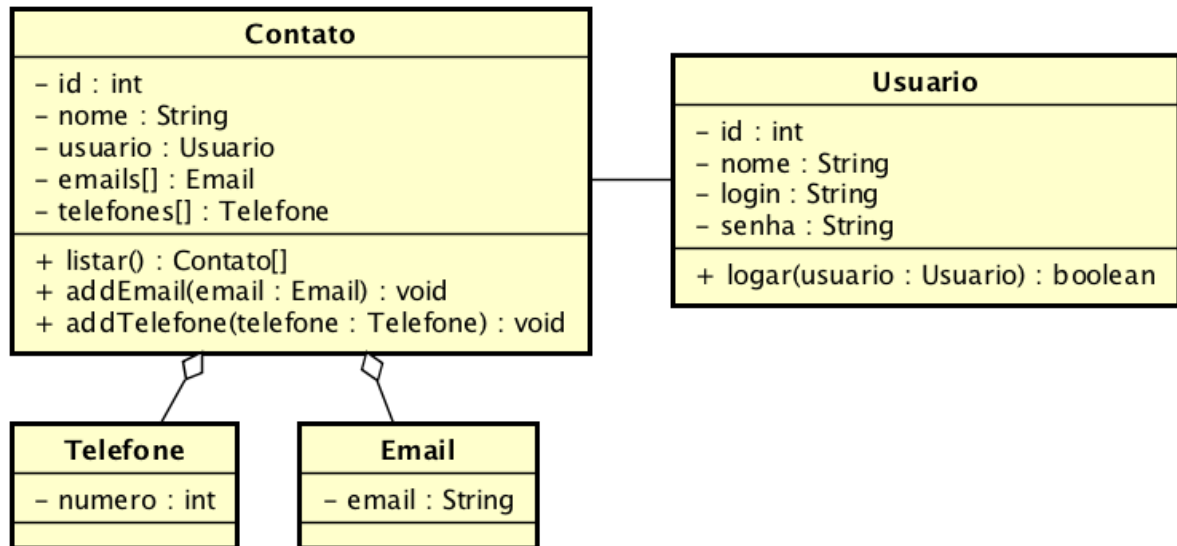 Contato
– id : int
– nome : String
– usuario : Usuario
– emails[] : Email
– telefones[] : Telefone
+ listar() : Contato[]
+ addEmail(email : Email) : void
+ addTelefone(telefone : Telefone) : void
Usuario
– id : int
– nome : String
– login : String
– senha : String
+ logar(usuario : Usuario) : boolean
Telefone
– numero : int
Email
– email : String